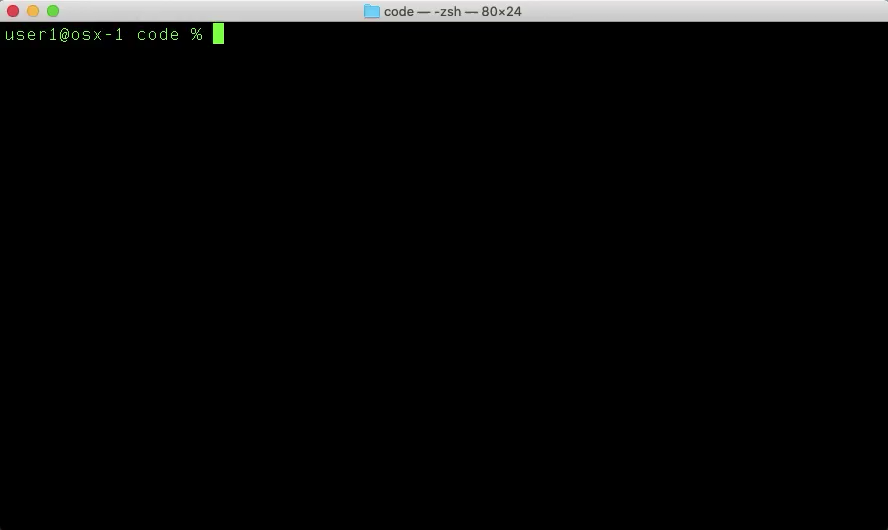 code — -zsh — 80×24
user1@osx-1 code %